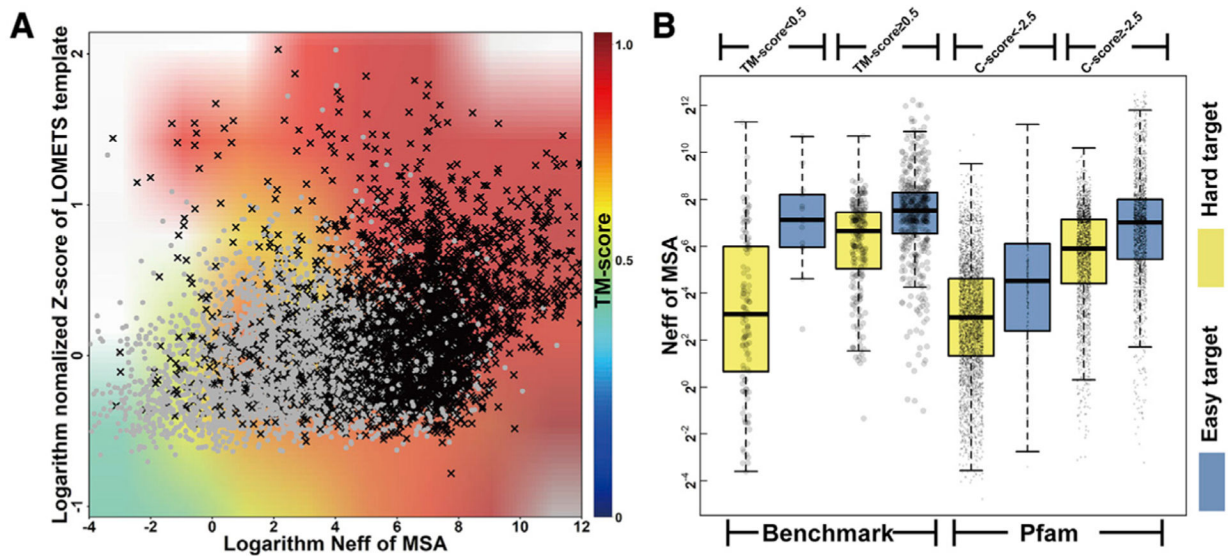 A
Logarithm nomalized Z-score of LOMETS template
2
1
0
-1
-4
-2
0
2
4
6
8
10
12
Logarithm Neff of MSA
1.0
0.5
0
TM-score
B
TM-score<0.5
TM-score≥0.5
C-score<-2.5
C-score≥-2.5
Neff of MSA
2^12
2^10
2^8
2^6
2^4
2^2
2^0
2^-2
2^-4
Benchmark
Pfam
Hard target
Easy target